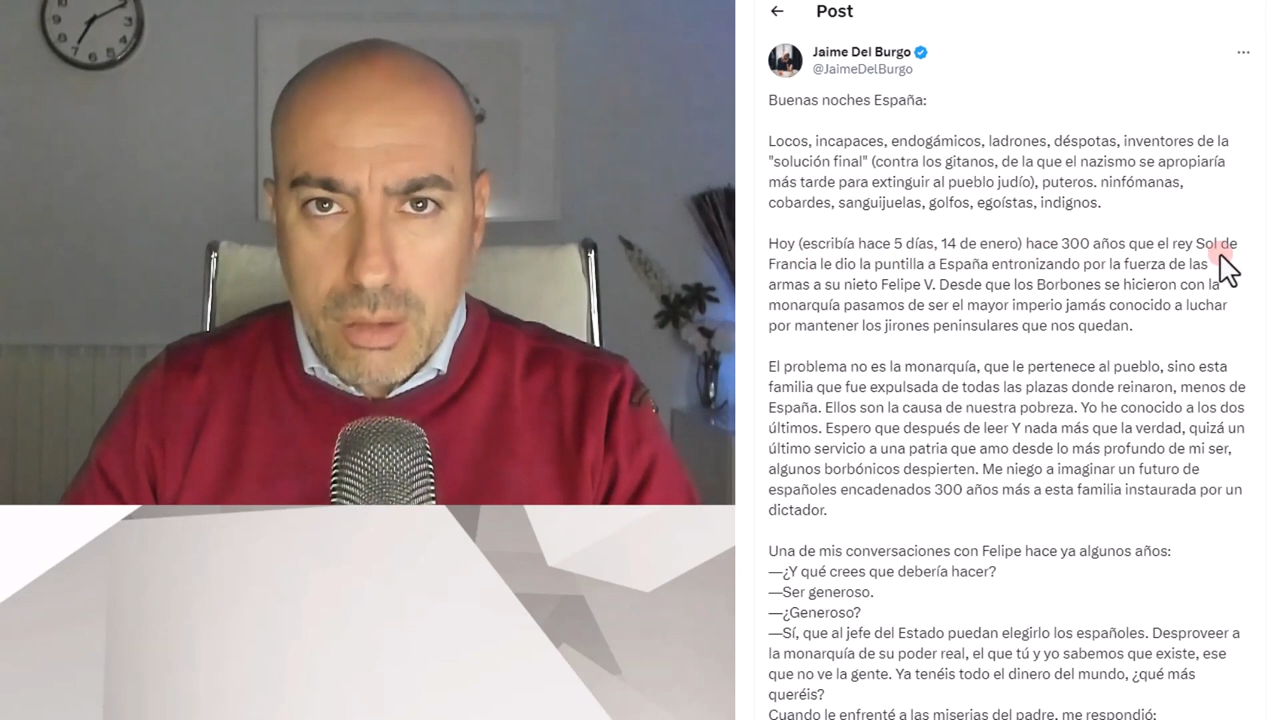 Post
Jaime Del Burgo
@JaimeDelBurgo
Buenas noches España:
Locos, incapaces, endogámicos, ladrones, déspotas, inventores de la
"solución final" (contra los gitanos, de la que el nazismo se apropiaría
más tarde para extinguir al pueblo judío), puteros. ninfómanas,
cobardes, sanguijuelas, golfos, egoístas, indignos.
Hoy (escribía hace 5 días, 14 de enero) hace 300 años que el rey Sol de
Francia le dio la puntilla a España entronizando por la fuerza de las
armas a su nieto Felipe V. Desde que los Borbones se hicieron con la
monarquía pasamos de ser el mayor imperio jamás conocido a luchar
por mantener los jirones peninsulares que nos quedan.
El problema no es la monarquía, que le pertenece al pueblo, sino esta
familia que fue expulsada de todas las plazas donde reinaron, menos de
España. Ellos son la causa de nuestra pobreza. Yo he conocido a los dos
últimos. Espero que después de leer Y nada más que la verdad, quizá un
último servicio a una patria que amo desde lo más profundo de mi ser,
algunos borbónicos despierten. Me niego a imaginar un futuro de
españoles encadenados 300 años más a esta familia instaurada por un
dictador.
Una de mis conversaciones con Felipe hace ya algunos años:
—¿Y qué crees que debería hacer?
—Ser generoso.
—¿Generoso?
—Sí, que al jefe del Estado puedan elegirlo los españoles. Desproveer a
la monarquía de su poder real, el que tú y yo sabemos que existe, ese
que no ve la gente. Ya tenéis todo el dinero del mundo, ¿qué más
queréis?
Cuando le enfrenté a las miserias del padre, me respondió: